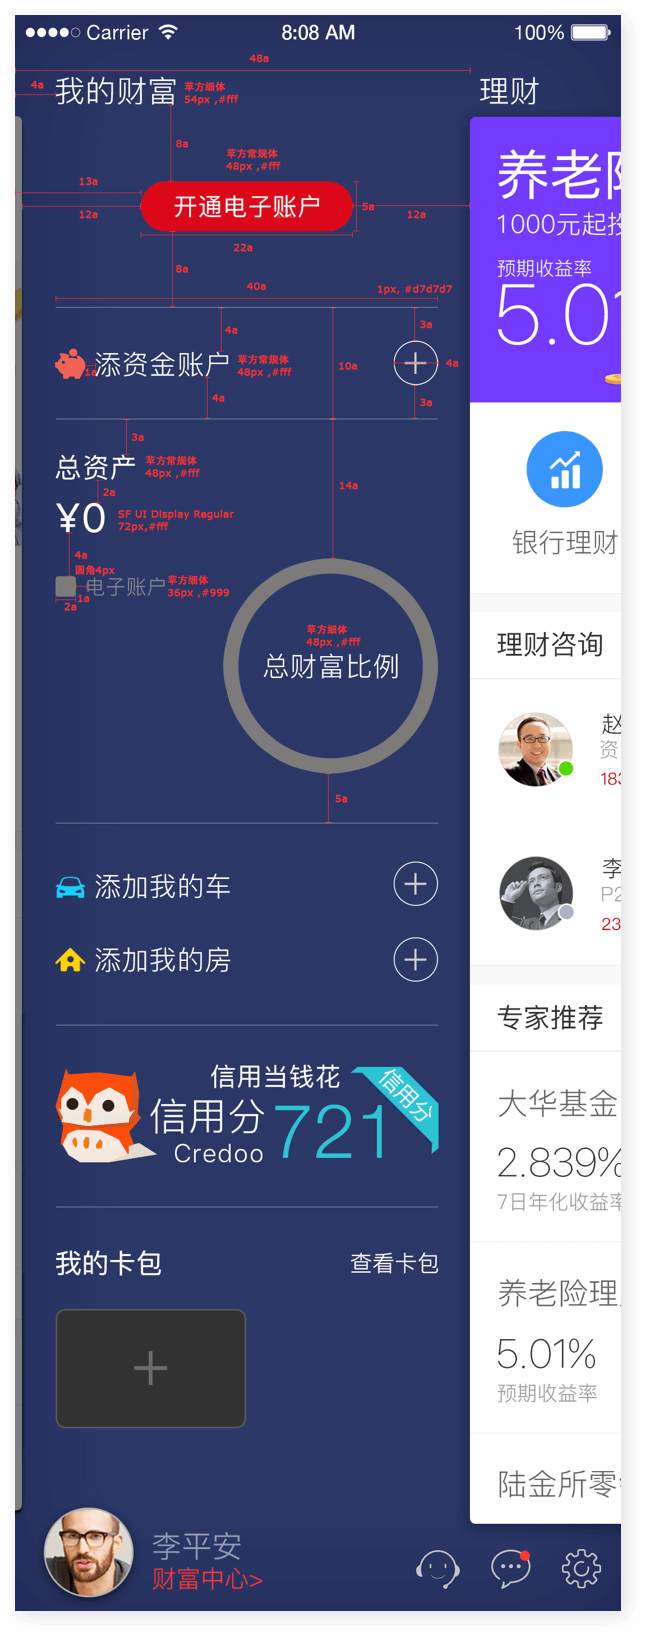 Carrier 8:08 AM 100%
48a
4a
我的财富
苹方细体
54px ,#fff
理财
8a
苹方常规体
48px ,#fff
13a
开通电子账户
5a
12a
12a
22a
8a
40a
1px, #d7d7d7
4a
3a
添资金账户
1a
苹方常规体
48px ,#fff
10a
4a
4a
3a
3a
总资产
苹方常规体
48px ,#fff
2a
14a
¥0
SF UI Display Regular
72px,#fff
4a
圆角4px
电子账户
苹方细体
36px ,#999
1a
2a
苹方细体
48px ,#fff
总财富比例
5a
添加我的车
添加我的房
信用当钱花
信用分
信用分 721
Credoo
我的卡包
查看卡包
李平安
财富中心>
养老
1000元起投
预期收益率
5.01
银行理财
理财咨询
赵
资
183
李
P2
23
专家推荐
大华基金
2.839%
7日年化收益率
养老险理
5.01%
预期收益率
陆金所零